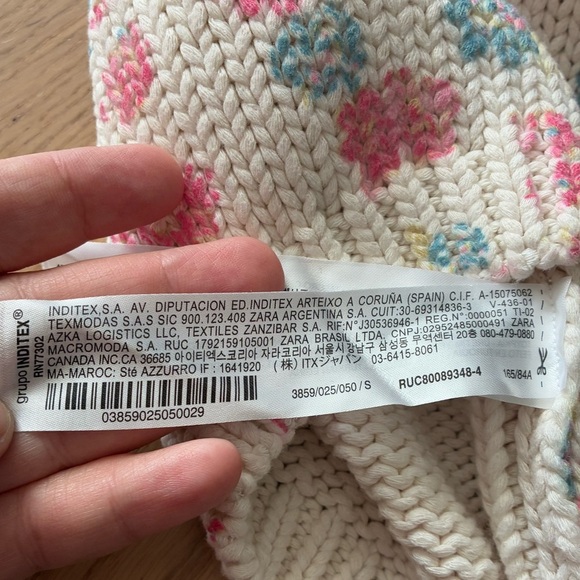 grupo INDITEX®
RN77302
INDITEX,S.A. AV. DIPUTACION ED.INDITEX ARTEIXO A CORUÑA (SPAIN) C.I.F. A-15075062
TEXMODAS S.A.S SIC 900.123.408 ZARA ARGENTINA S.A. CUIT:30-69314836-3 V-436-01
AZKA LOGISTICS LLC, TEXTILES ZANZIBAR S.A. RIF:N°J30536946-1 REG.N°:0000051 TI-02
MACROMODA S.A. RUC 1792159105001 ZARA BRASIL LTDA. CNPJ:02952485000491 ZARA
CANADA INC.CA 36685 아이티엑스코리아 자라코리아 서울시 강남구 삼성동 무역센터 20층 080-479-0880
MA-MAROC: Sté AZZURRO IF : 1641920 (株) ITXジャパン 03-6415-8061
3859/025/050 / S RUC80089348-4 165/84A
03859025050029